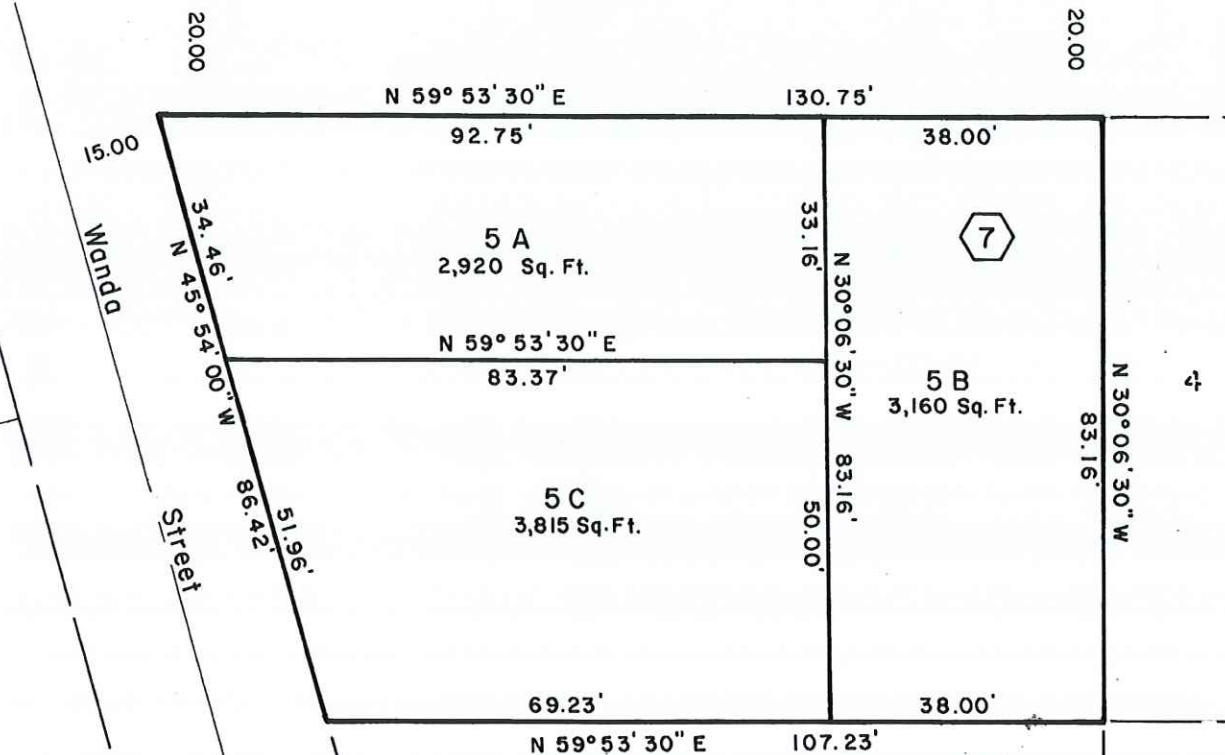 20.00
20.00
N 59° 53' 30" E
130.75'
15.00
92.75'
38.00'
34.46'
33.16'
7
Wanda
5 A
2,920 Sq. Ft.
N 45° 54' 00" W
N 30° 06' 30" W
N 59° 53' 30" E
83.37'
5 B
3,160 Sq. Ft.
N 30° 06' 30" W
83.16'
4
83.16'
5 C
3,815 Sq. Ft.
50.00'
51.96'
86.42'
Street
69.23'
38.00'
N 59° 53' 30" E
107.23'